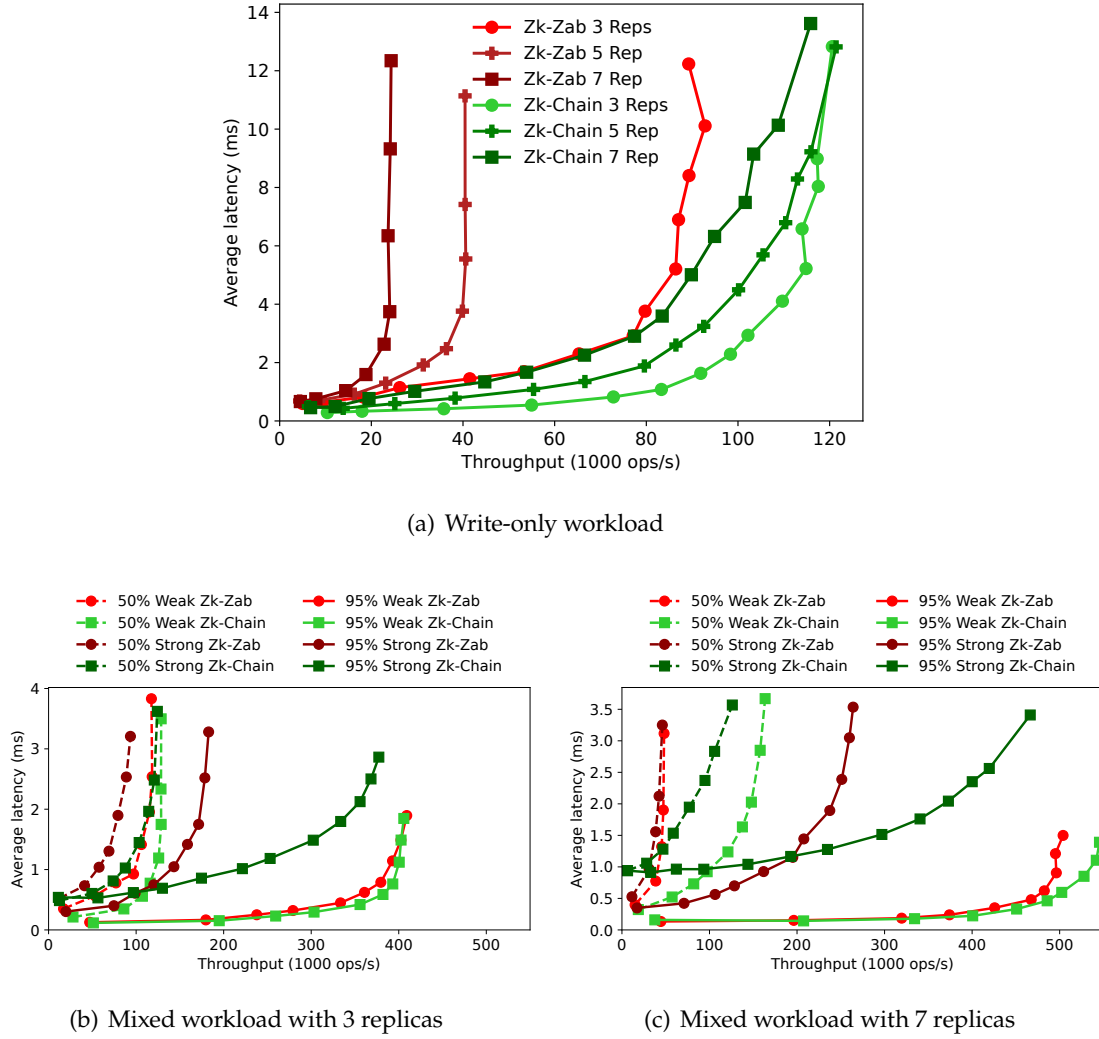 14
12
10
8
6
4
2
0
Average latency (ms)
Zk-Zab 3 Reps
Zk-Zab 5 Rep
Zk-Zab 7 Rep
Zk-Chain 3 Reps
Zk-Chain 5 Rep
Zk-Chain 7 Rep
0 20 40 60 80 100 120
Throughput (1000 ops/s)
(a) Write-only workload
50% Weak Zk-Zab 95% Weak Zk-Zab
50% Weak Zk-Chain 95% Weak Zk-Chain
50% Strong Zk-Zab 95% Strong Zk-Zab
50% Strong Zk-Chain 95% Strong Zk-Chain
4
3
2
1
0
Average latency (ms)
0 100 200 300 400 500
Throughput (1000 ops/s)
(b) Mixed workload with 3 replicas
50% Weak Zk-Zab 95% Weak Zk-Zab
50% Weak Zk-Chain 95% Weak Zk-Chain
50% Strong Zk-Zab 95% Strong Zk-Zab
50% Strong Zk-Chain 95% Strong Zk-Chain
3.5
3.0
2.5
2.0
1.5
1.0
0.5
0.0
Average latency (ms)
0 100 200 300 400 500
Throughput (1000 ops/s)
(c) Mixed workload with 7 replicas